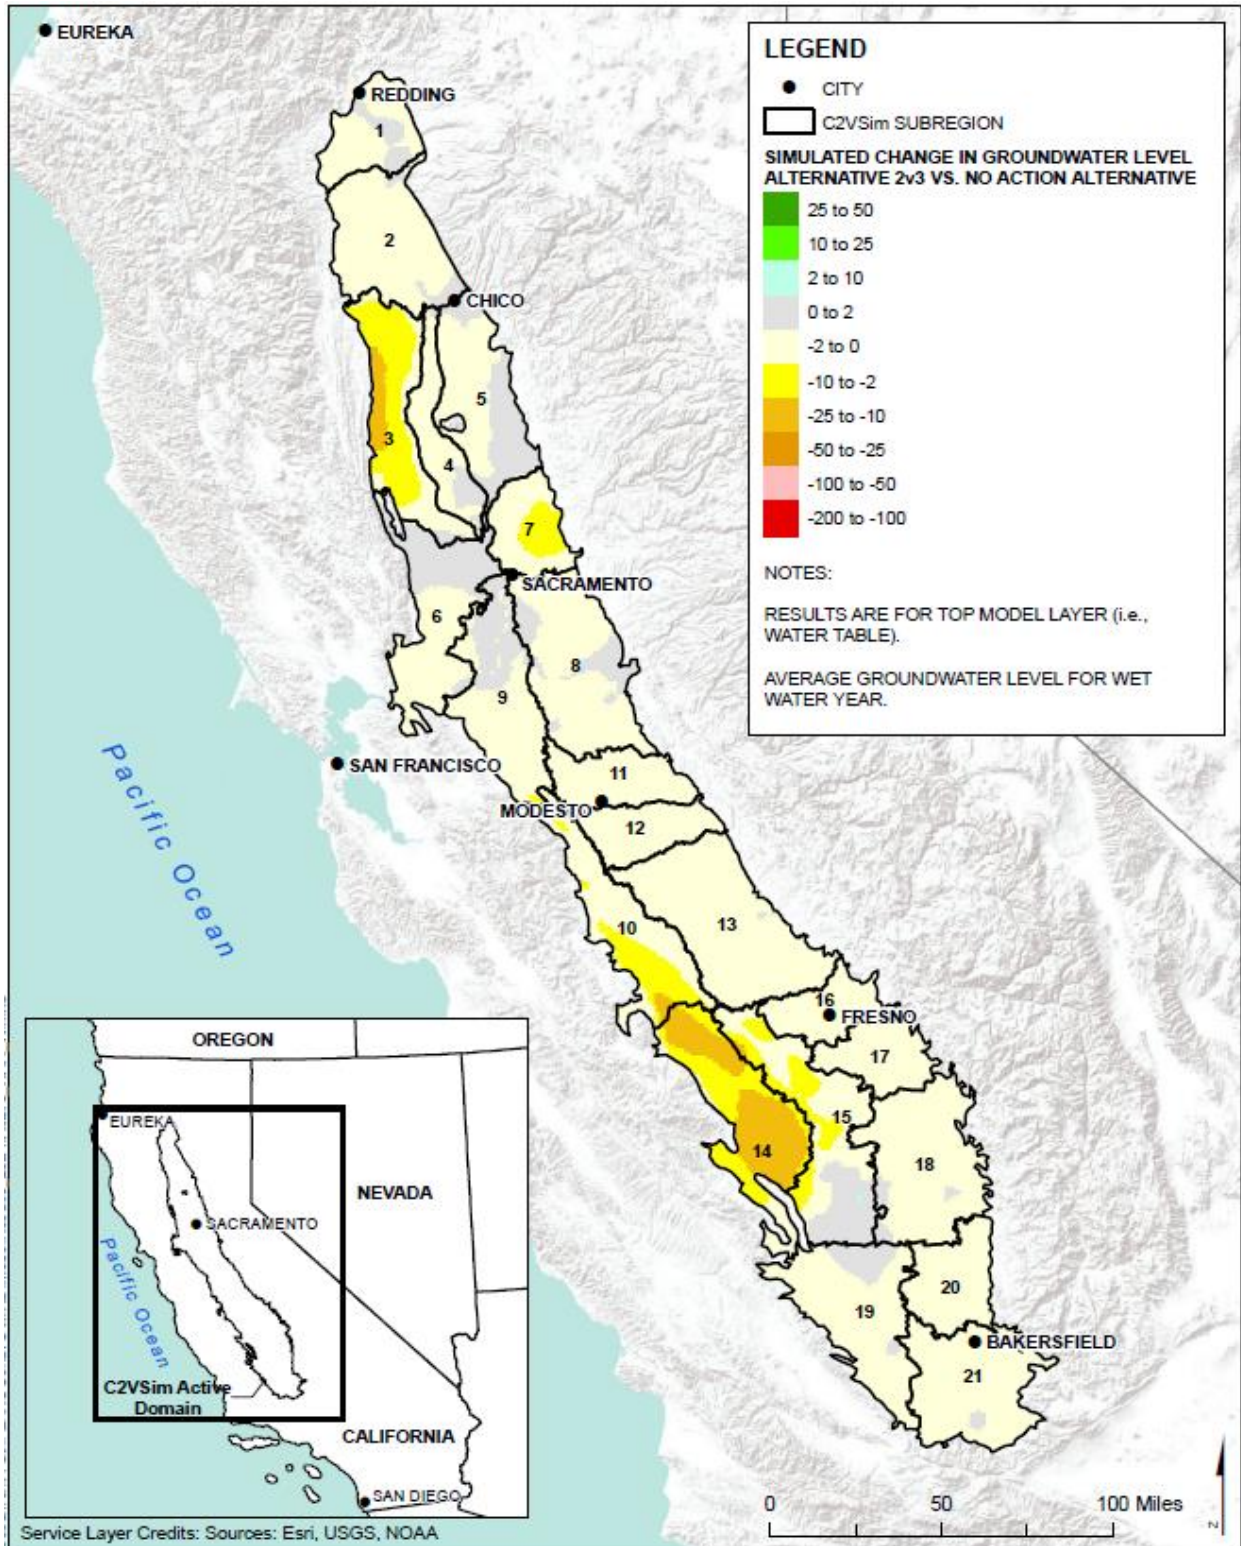 EUREKA
REDDING
1
2
CHICO
3
4
5
6
7
SACRAMENTO
8
9
SAN FRANCISCO
11
MODESTO
12
10
13
16
FRESNO
17
15
14
18
19
20
BAKERSFIELD
21
Pacific Ocean
LEGEND
CITY
C2VSim SUBREGION
SIMULATED CHANGE IN GROUNDWATER LEVEL
ALTERNATIVE 2v3 VS. NO ACTION ALTERNATIVE
25 to 50
10 to 25
2 to 10
0 to 2
-2 to 0
-10 to -2
-25 to -10
-50 to -25
-100 to -50
-200 to -100
NOTES:
RESULTS ARE FOR TOP MODEL LAYER (i.e.,
WATER TABLE).
AVERAGE GROUNDWATER LEVEL FOR WET
WATER YEAR.
OREGON
EUREKA
NEVADA
SACRAMENTO
Pacific Ocean
C2VSim Active
Domain
CALIFORNIA
SAN DIEGO
Service Layer Credits: Sources: Esri, USGS, NOAA
0 50 100 Miles
N